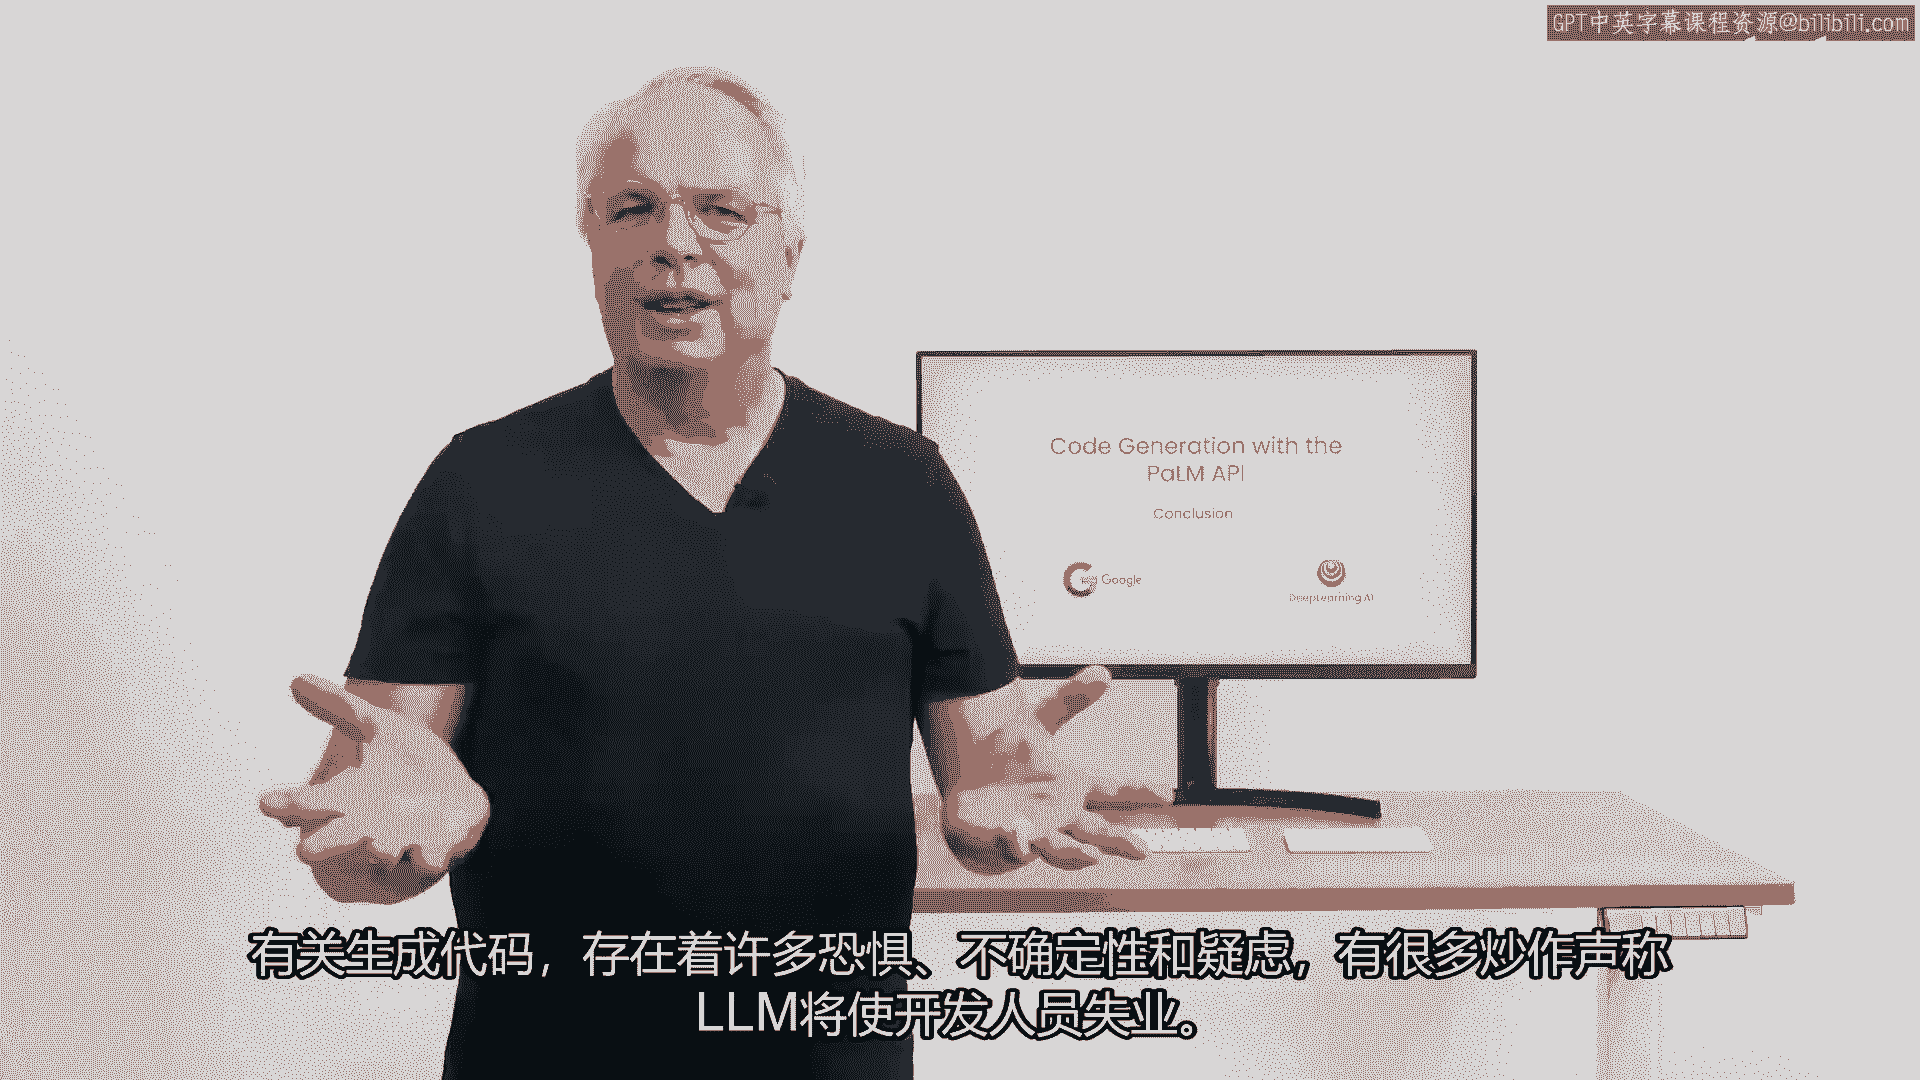 GPT中英字幕课程资源@bilibili.com
Code Generation with the
PaLM API
Conclusion
Google
DeepLearning.AI
有关生成代码，存在着许多恐惧、不确定性和疑虑，有很多炒作声称
LLM将使开发人员失业。